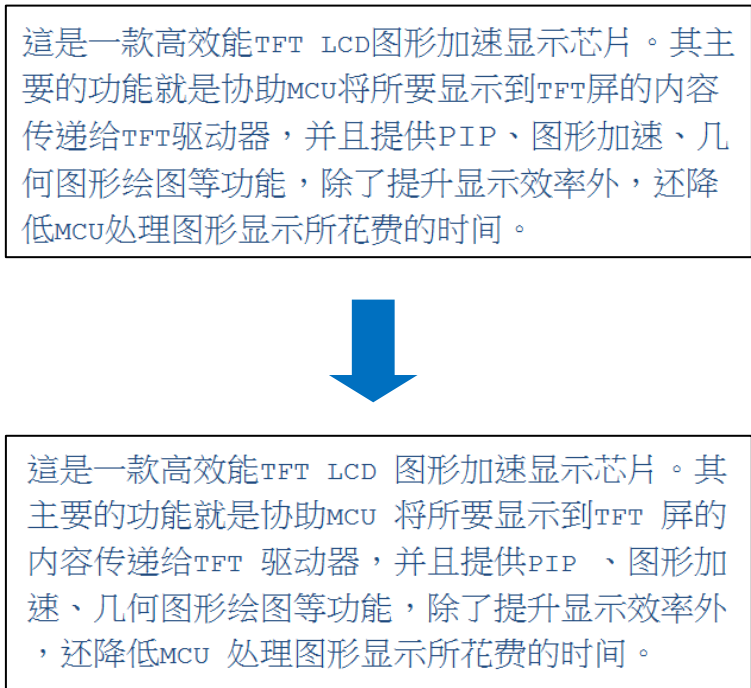 這是一款高效能TFT LCD图形加速显示芯片。其主
要的功能就是协助MCU将所要显示到TFT屏的内容
传递给TFT驱动器，并且提供PIP、图形加速、几
何图形绘图等功能，除了提升显示效率外，还降
低MCU处理图形显示所花费的时间。
這是一款高效能TFT LCD 图形加速显示芯片。其
主要的功能就是协助MCU 将所要显示到TFT 屏的
内容传递给TFT 驱动器，并且提供PIP 、图形加
速、几何图形绘图等功能，除了提升显示效率外
，还降低MCU 处理图形显示所花费的时间。